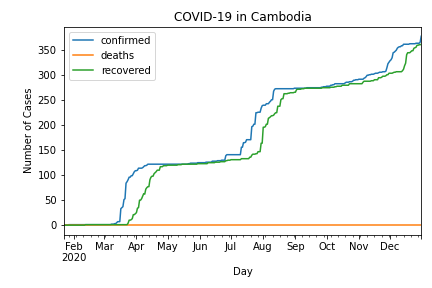 COVID-19 in Cambodia
confirmed
deaths
recovered
Number of Cases
350
300
250
200
150
100
50
0
Feb Mar Apr May Jun Jul Aug Sep Oct Nov Dec
2020
Day